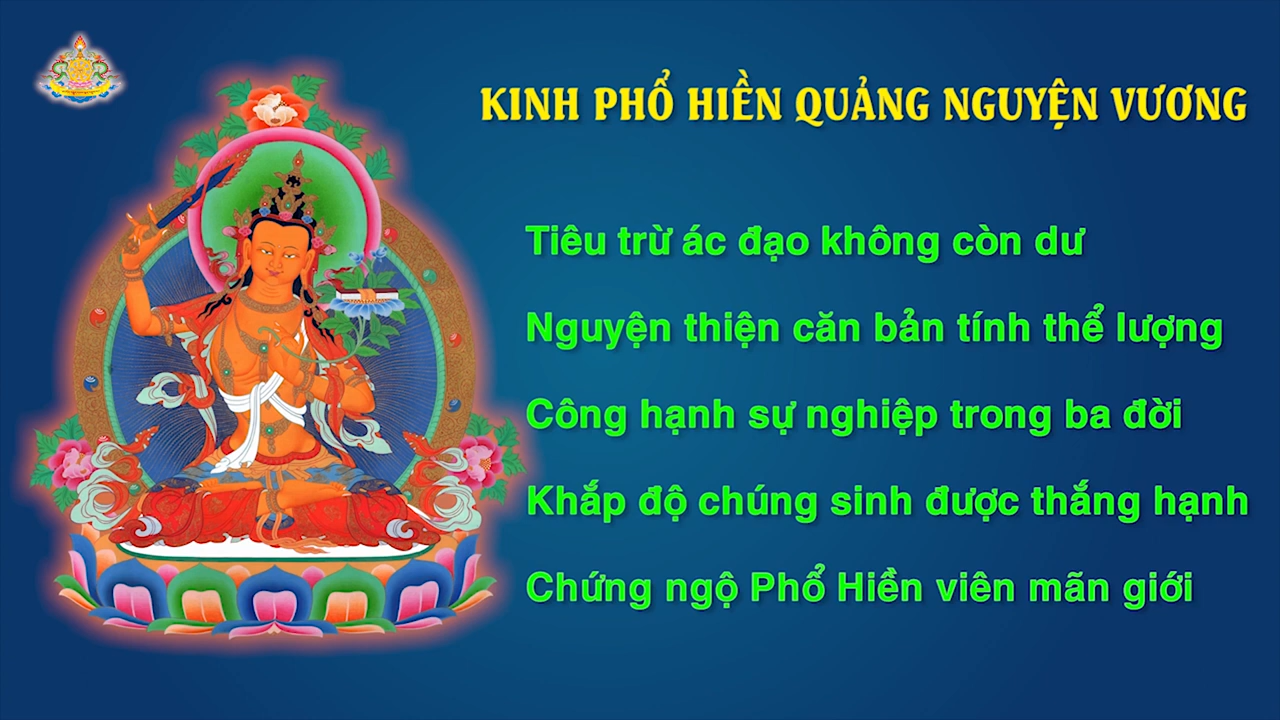 KINH PHỔ HIỀN QUẢNG NGUYỆN VƯƠNG
Tiêu trừ ác đạo không còn dư
Nguyện thiện căn bản tính thể lượng
Công hạnh sự nghiệp trong ba đời
Khắp độ chúng sinh được thắng hạnh
Chứng ngộ Phổ Hiền viên mãn giới